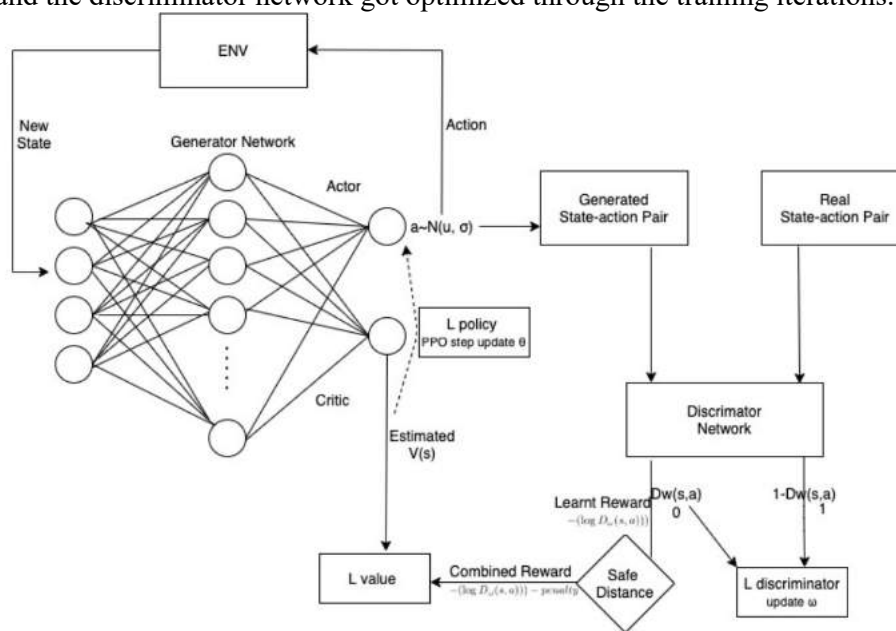 and the discriminator network got optimized through the training iterations.
ENV
New
State
Action
Generator Network
Actor
a~N(u, σ)
Generated
State-action Pair
Real
State-action Pair
L policy
PPO step update θ
Critic
Estimated
V(s)
Discrimator
Network
Learnt Reward
−(log D_ω(s, a)))
Dw(s,a)
0
1-Dw(s,a)
1
L value
Combined Reward
−(log D_ω(s, a))) − penalty
Safe
Distance
L discriminator
update ω